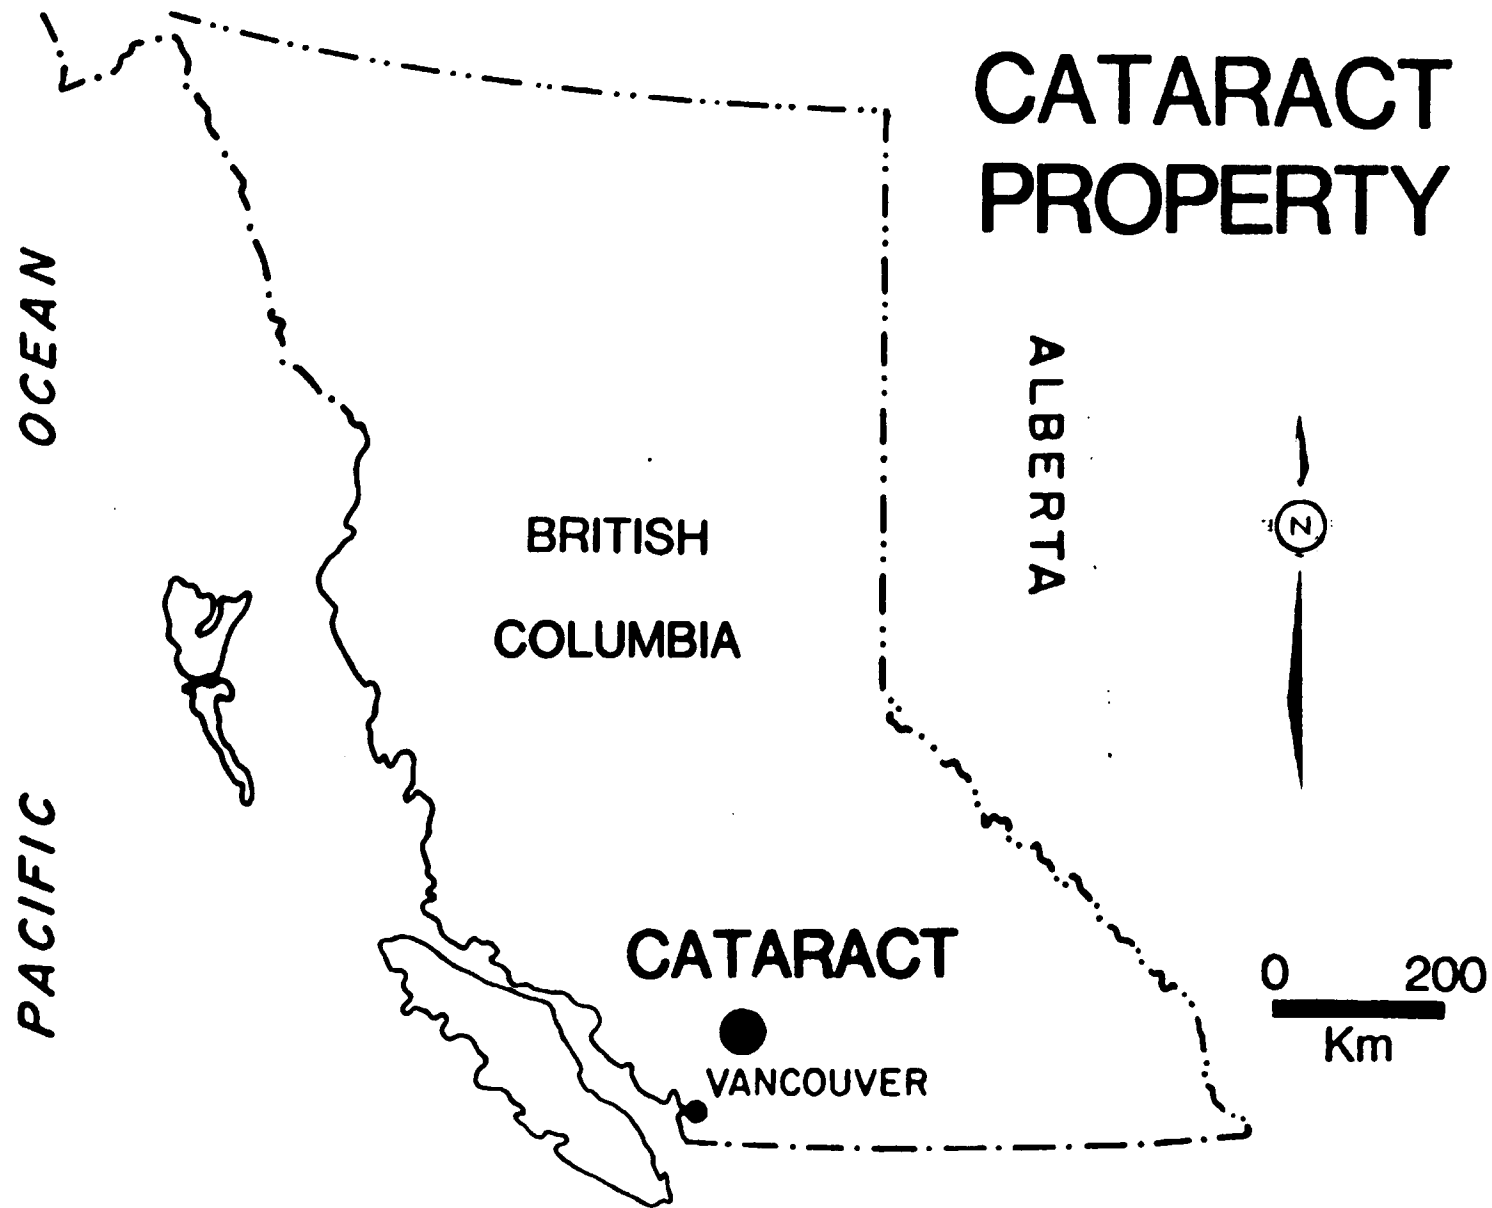 CATARACT
PROPERTY
OCEAN
ALBERTA
N
BRITISH
COLUMBIA
PACIFIC
CATARACT
0 200
Km
VANCOUVER